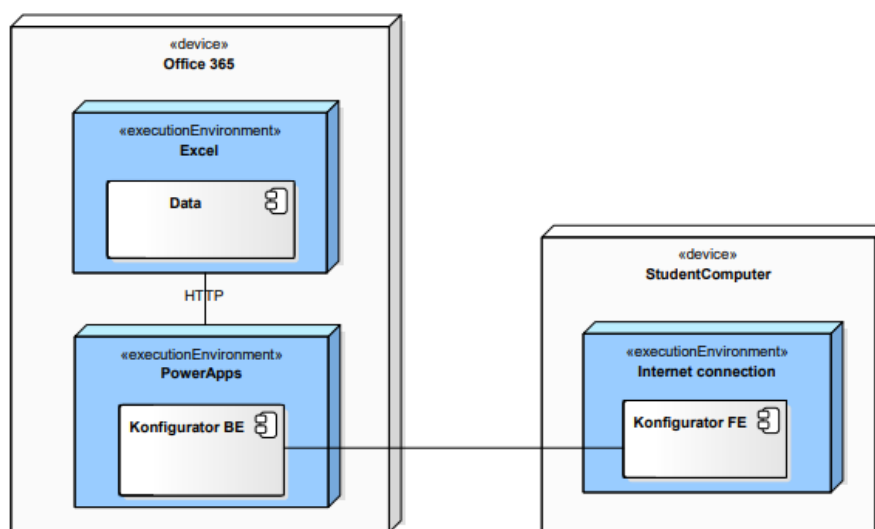 «device»
Office 365
«executionEnvironment»
Excel
Data
HTTP
«executionEnvironment»
PowerApps
Konfigurator BE
«device»
StudentComputer
«executionEnvironment»
Internet connection
Konfigurator FE